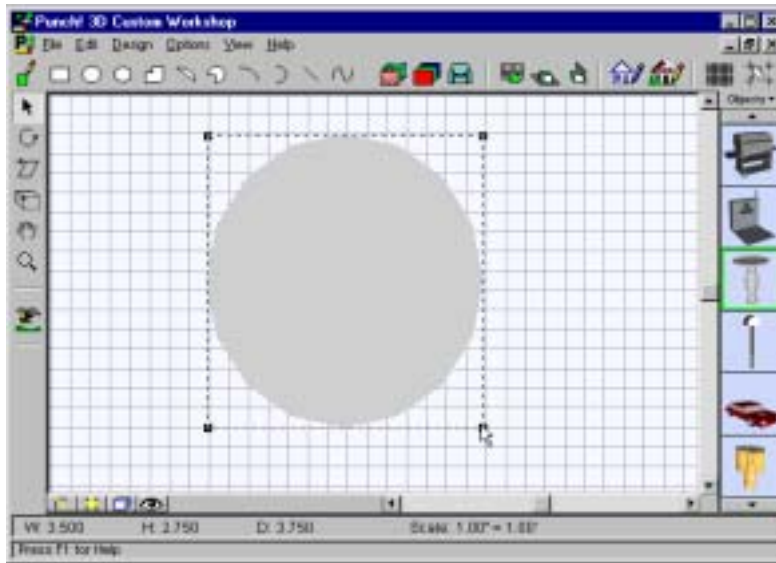 Punch! 3D Custom Workshop
File Edit Design Options View Help
Objects
W: 3.500 H: 2.750 D: 3.750 Scale: 1.00" = 1.00'
Press F1 for Help